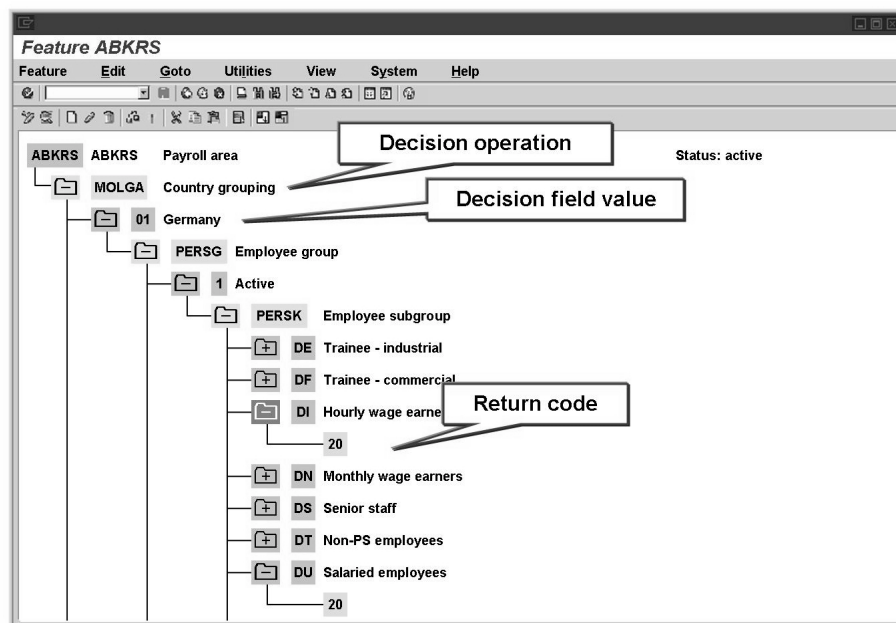 Feature ABKRS
Feature Edit Goto Utilities View System Help
Decision operation
ABKRS ABKRS Payroll area Status: active
MOLGA Country grouping
Decision field value
01 Germany
PERSG Employee group
1 Active
PERSK Employee subgroup
DE Trainee - industrial
DF Trainee - commercial
Return code
DI Hourly wage earne
20
DN Monthly wage earners
DS Senior staff
DT Non-PS employees
DU Salaried employees
20